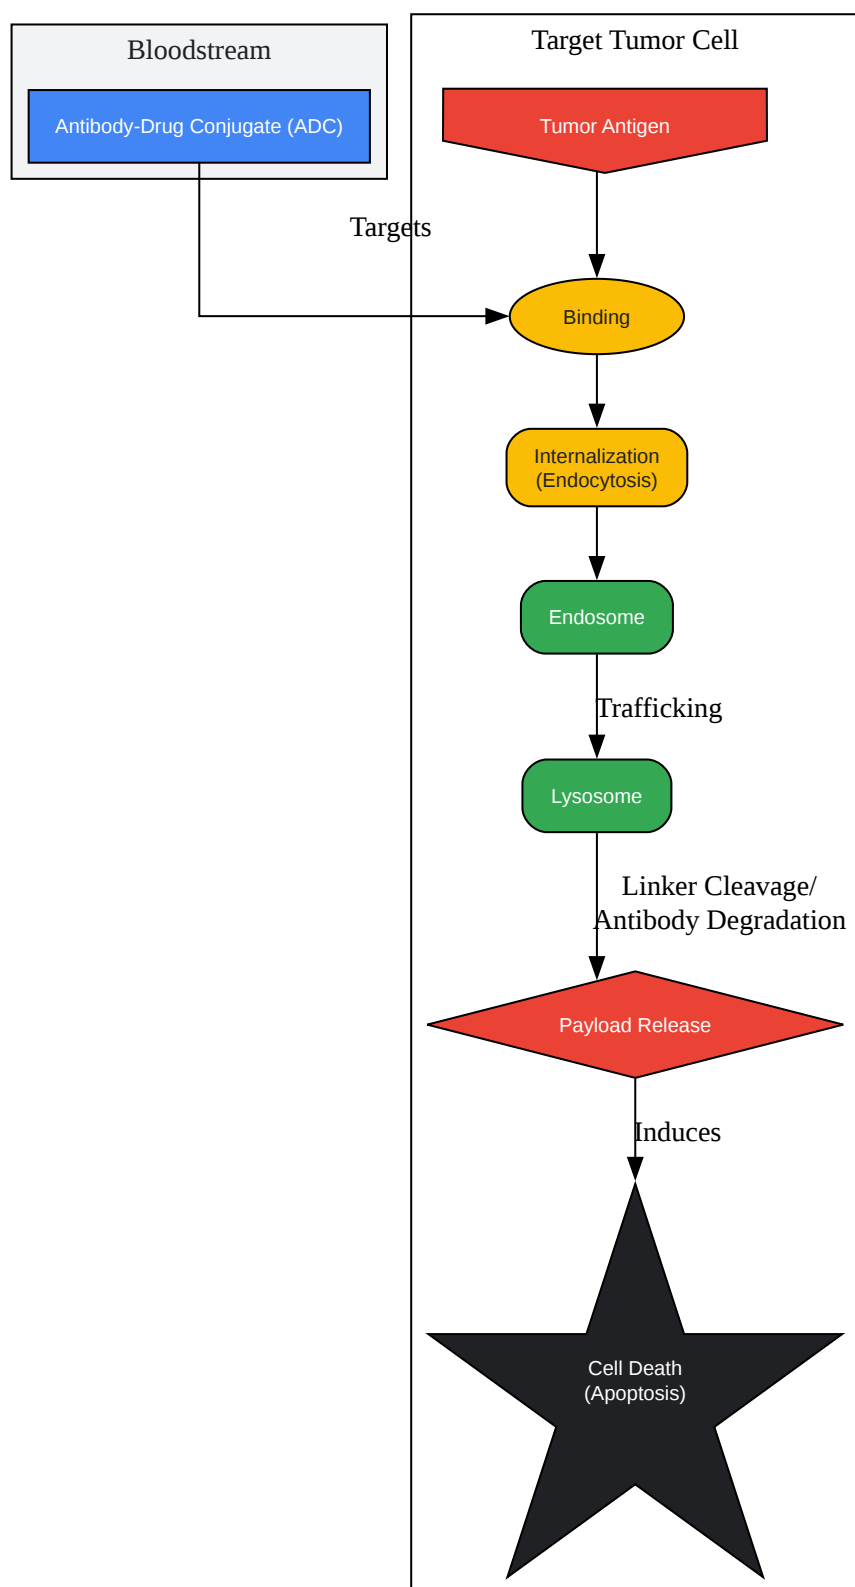 Bloodstream
Antibody-Drug Conjugate (ADC)
Target Tumor Cell
Tumor Antigen
Targets
Binding
Internalization
(Endocytosis)
Endosome
Trafficking
Lysosome
Linker Cleavage/
Antibody Degradation
Payload Release
Induces
Cell Death
(Apoptosis)